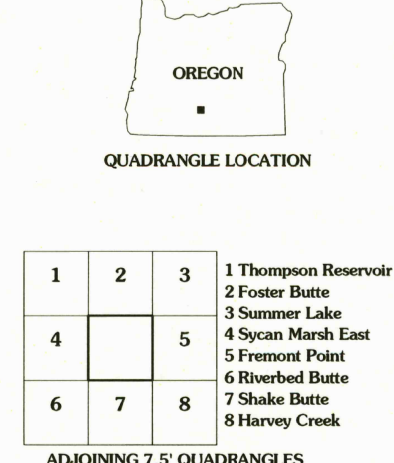 OREGON
QUADRANGLE LOCATION
1 2 3
4 5
6 7 8
1 Thompson Reservoir
2 Foster Butte
3 Summer Lake
4 Sycan Marsh East
5 Fremont Point
6 Riverbed Butte
7 Shake Butte
8 Harvey Creek
ADJOINING 7.5' QUADRANGLES